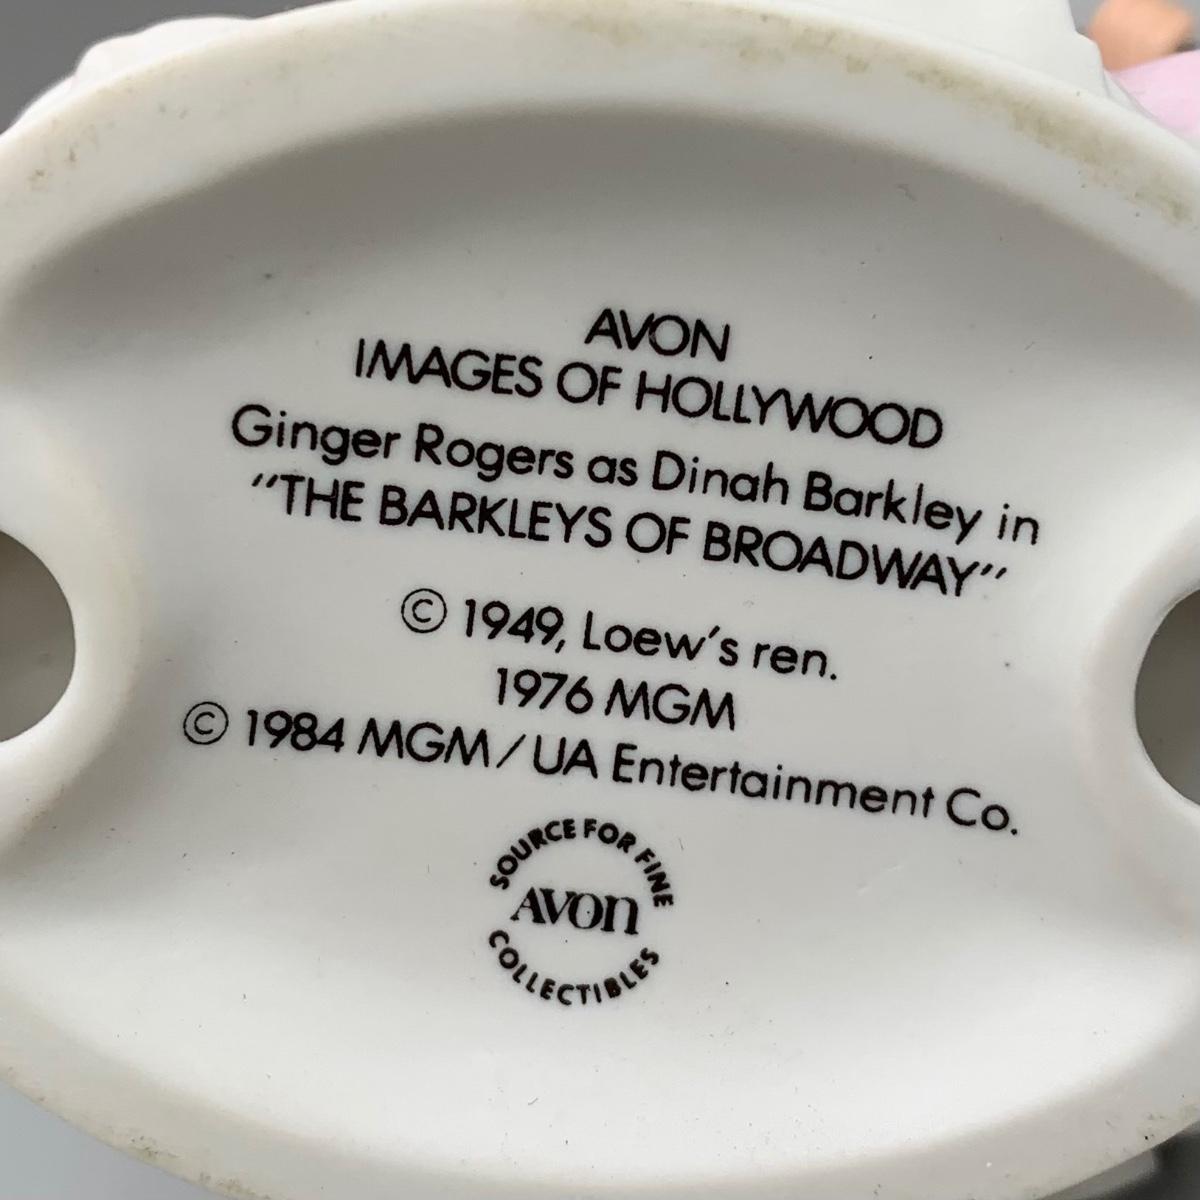 AVON
IMAGES OF HOLLYWOOD
Ginger Rogers as Dinah Barkley in
"THE BARKLEYS OF BROADWAY"
© 1949, Loew's ren.
1976 MGM
© 1984 MGM/UA Entertainment Co.
SOURCE FOR FINE
AVON
COLLECTIBLES